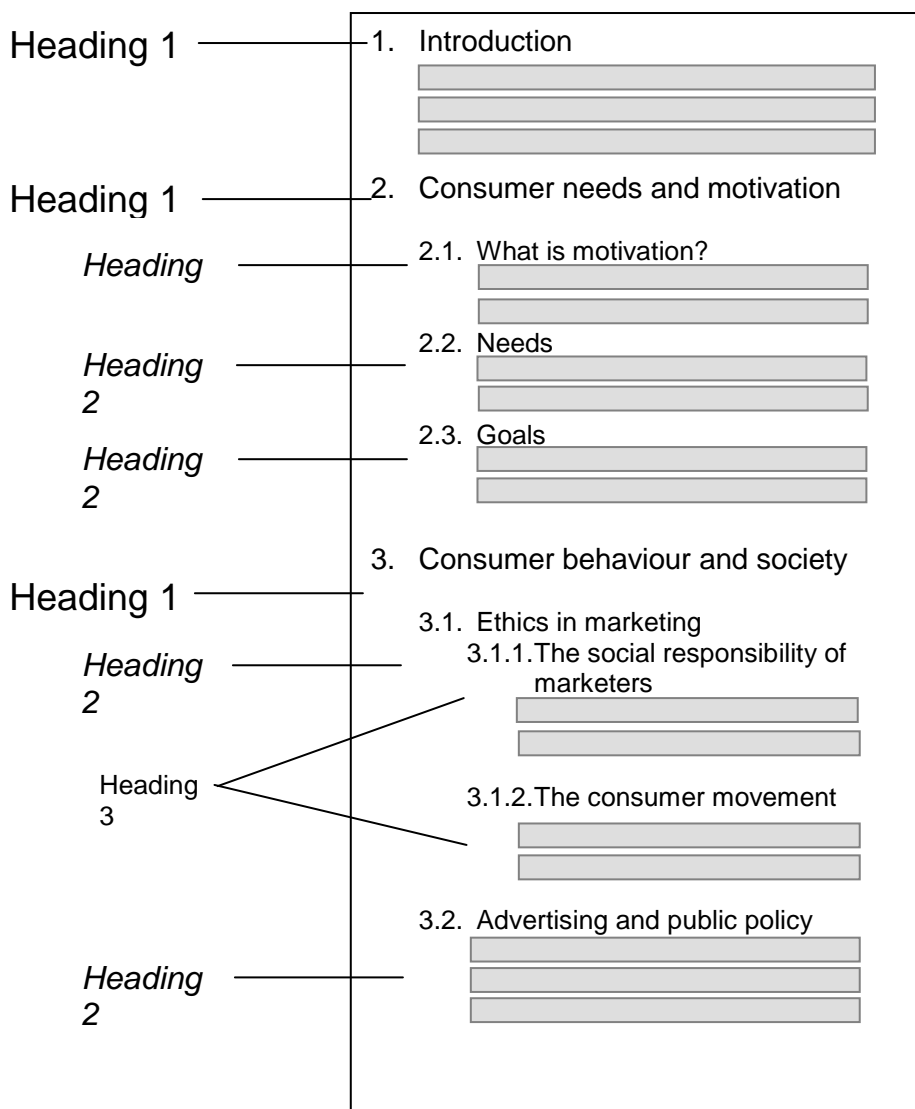 Heading 1
1. Introduction
Heading 1
2. Consumer needs and motivation
Heading
2.1. What is motivation?
Heading
2
2.2. Needs
Heading
2
2.3. Goals
Heading 1
3. Consumer behaviour and society
Heading
2
3.1. Ethics in marketing
3.1.1.The social responsibility of
marketers
Heading
3
3.1.2.The consumer movement
Heading
2
3.2. Advertising and public policy